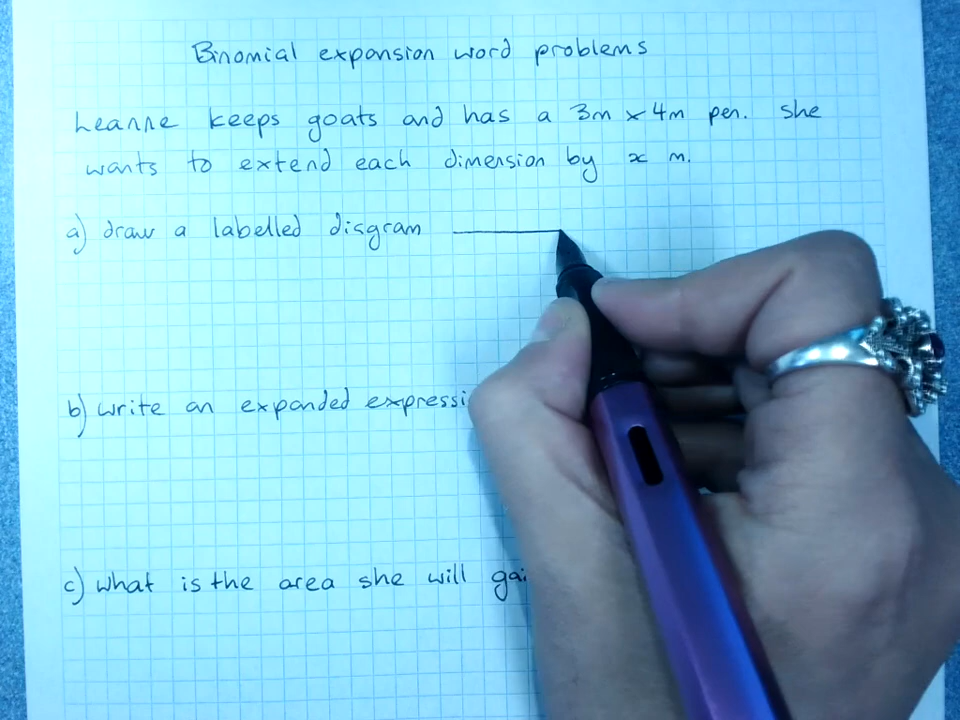 Binomial expansion word problems
Leanne keeps goats and has a 3m x 4m pen. She
wants to extend each dimension by x m.
a) draw a labelled disgram
b) write an expanded
c) what is the area she will